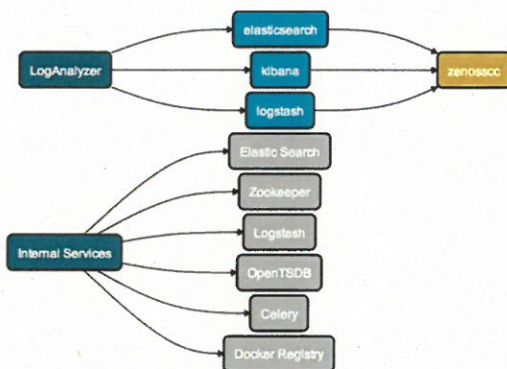 elasticsearch
LogAnalyzer
kibana
zenosscc
logstash
Elastic Search
Zookeeper
Logstash
Internal Services
OpenTSDB
Celery
Docker Registry